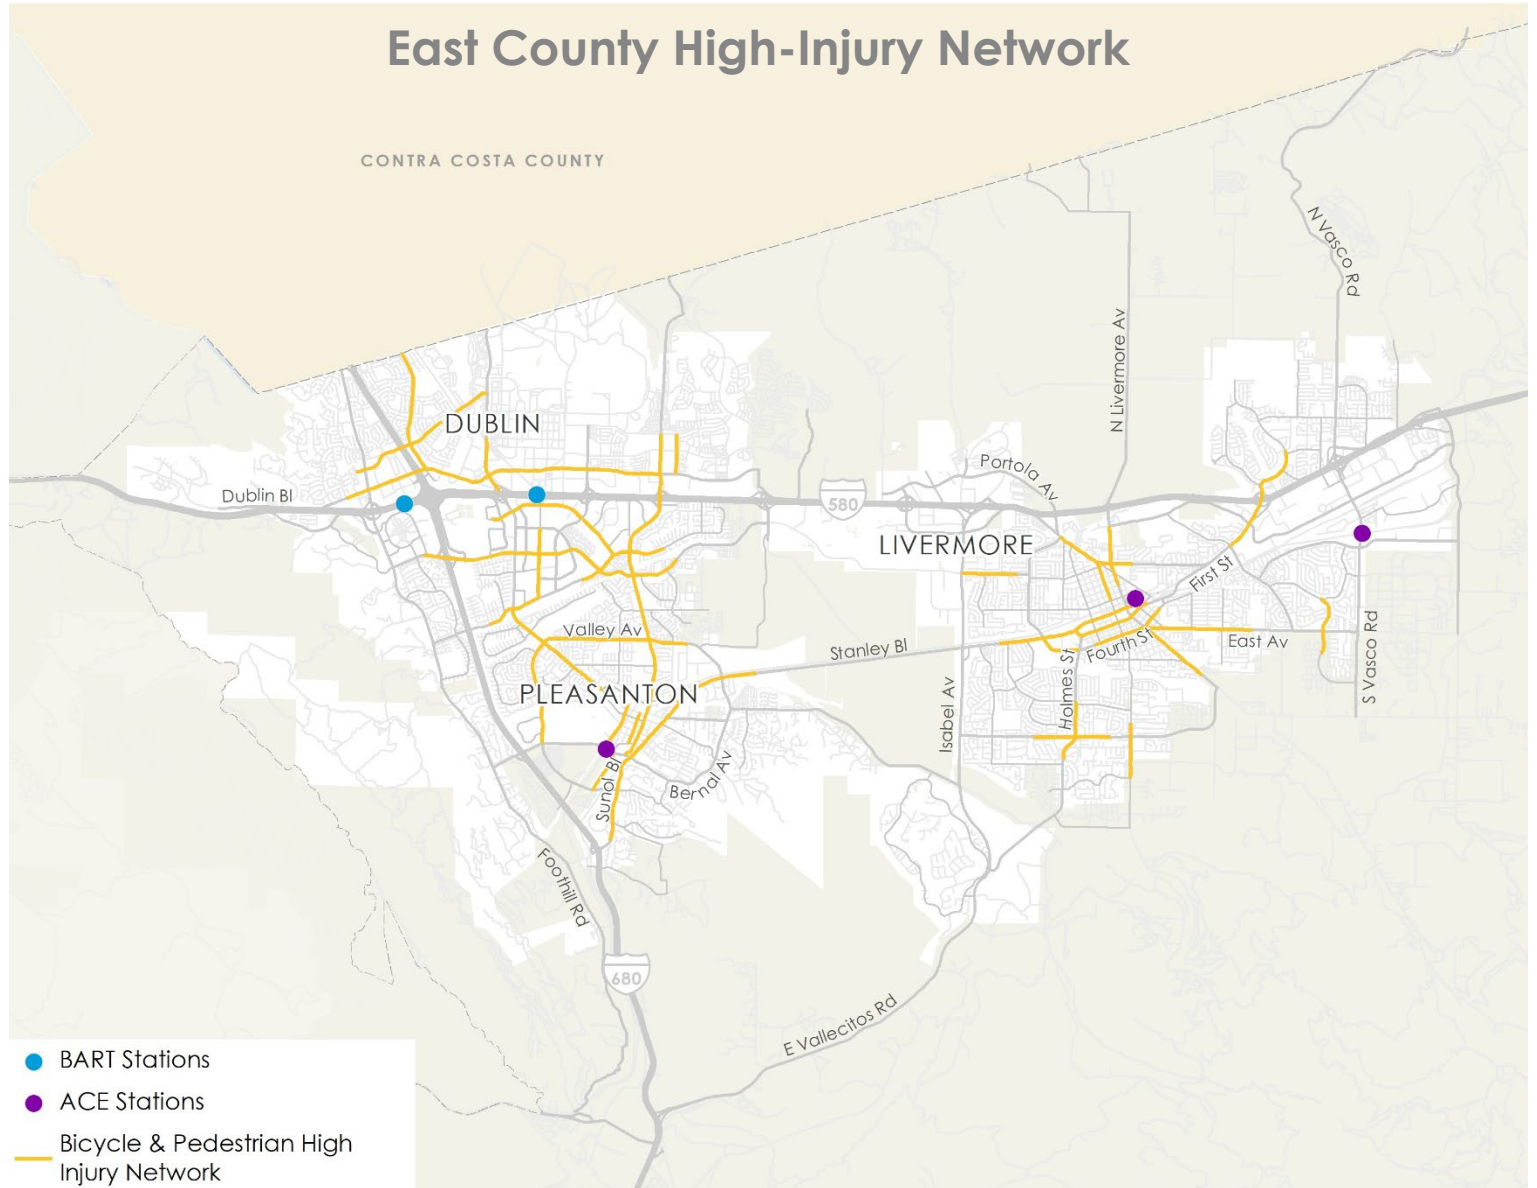 East County High-Injury Network
CONTRA COSTA COUNTY
N Vasco Rd
N Livermore Av
DUBLIN
Portola Av
Dublin Bl
580
LIVERMORE
First St
Valley Av
Stanley Bl
Fourth St
East Av
S Vasco Rd
Holmes St
PLEASANTON
Isabel Av
Sunol Bl
Bernal Av
Foothill Rd
680
E Vallecitos Rd
BART Stations
ACE Stations
Bicycle & Pedestrian High
Injury Network